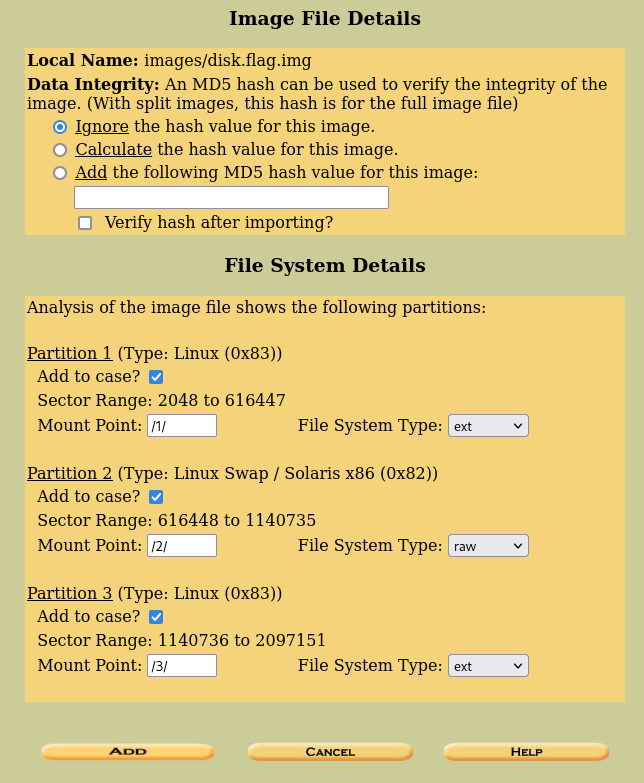 Image File Details
Local Name: images/disk.flag.img
Data Integrity: An MD5 hash can be used to verify the integrity of the
image. (With split images, this hash is for the full image file)
Ignore the hash value for this image.
Calculate the hash value for this image.
Add the following MD5 hash value for this image:
Verify hash after importing?
File System Details
Analysis of the image file shows the following partitions:
Partition 1 (Type: Linux (0x83))
Add to case?
Sector Range: 2048 to 616447
Mount Point: /1/ File System Type: ext
Partition 2 (Type: Linux Swap / Solaris x86 (0x82))
Add to case?
Sector Range: 616448 to 1140735
Mount Point: /2/ File System Type: raw
Partition 3 (Type: Linux (0x83))
Add to case?
Sector Range: 1140736 to 2097151
Mount Point: /3/ File System Type: ext
ADD CANCEL HELP